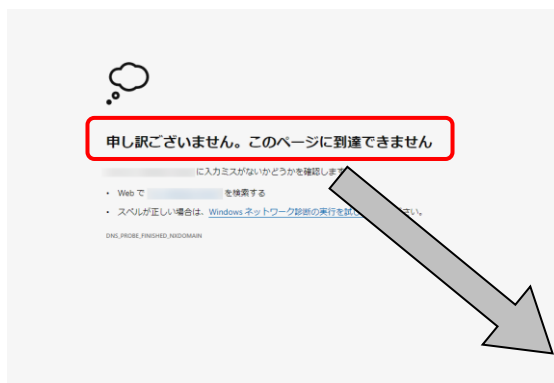 申し訳ございません。このページに到達できません
に入力ミスがないかどうかを確認します
• Web で を検索する
• スペルが正しい場合は、Windows ネットワーク診断の実行を試し さい。
DNS_PROBE_FINISHED_NXDOMAIN